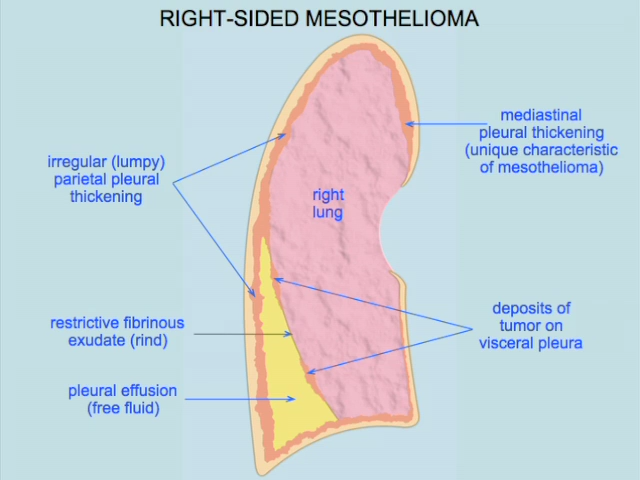 RIGHT-SIDED MESOTHELIOMA
mediastinal
pleural thickening
(unique characteristic
of mesothelioma)
irregular (lumpy)
parietal pleural
thickening
right
lung
deposits of
tumor on
visceral pleura
restrictive fibrinous
exudate (rind)
pleural effusion
(free fluid)